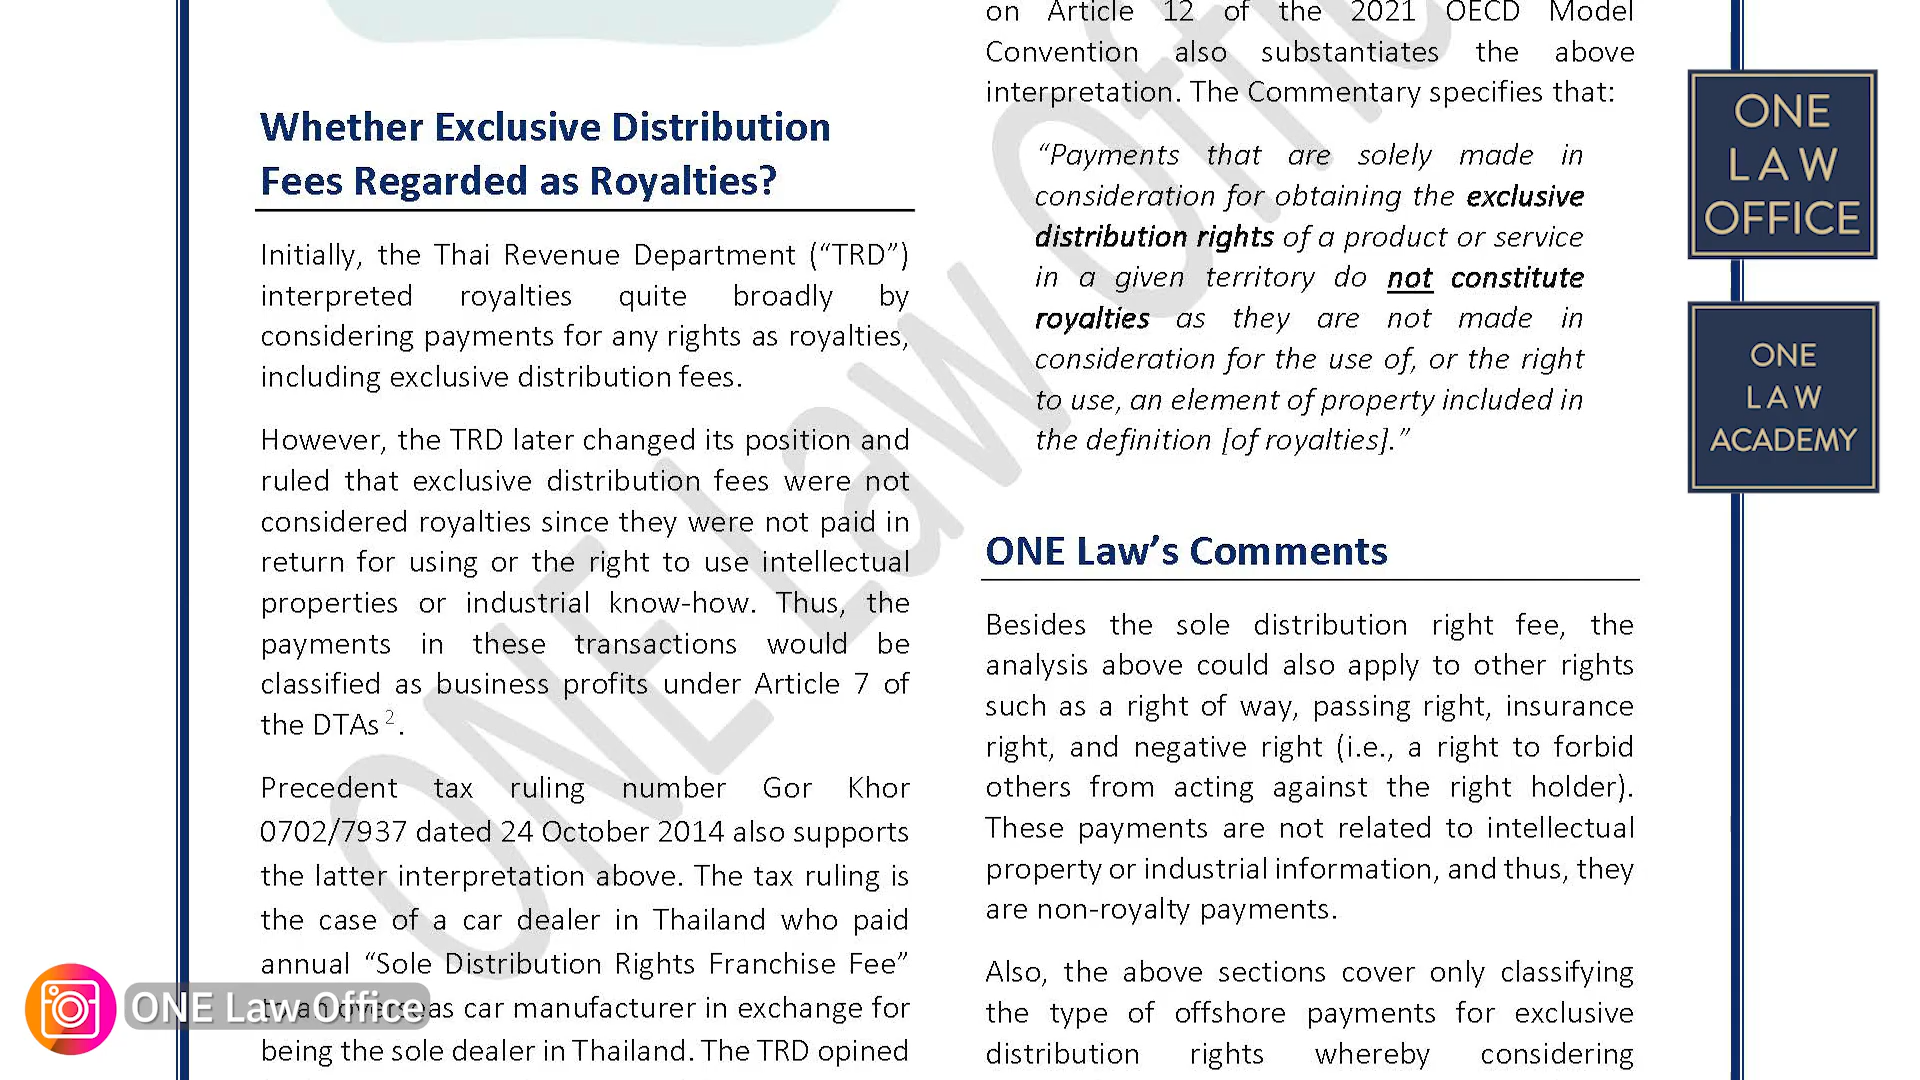 Whether Exclusive Distribution
Fees Regarded as Royalties?
Initially, the Thai Revenue Department (“TRD”)
interpreted royalties quite broadly by
considering payments for any rights as royalties,
including exclusive distribution fees.
However, the TRD later changed its position and
ruled that exclusive distribution fees were not
considered royalties since they were not paid in
return for using or the right to use intellectual
properties or industrial know-how. Thus, the
payments in these transactions would be
classified as business profits under Article 7 of
the DTAs 2.
Precedent tax ruling number Gor Khor
0702/7937 dated 24 October 2014 also supports
the latter interpretation above. The tax ruling is
the case of a car dealer in Thailand who paid
annual “Sole Distribution Rights Franchise Fee”
to an overseas car manufacturer in exchange for
being the sole dealer in Thailand. The TRD opined
on Article 12 of the 2021 OECD Model
Convention also substantiates the above
interpretation. The Commentary specifies that:
“Payments that are solely made in
consideration for obtaining the exclusive
distribution rights of a product or service
in a given territory do not constitute
royalties as they are not made in
consideration for the use of, or the right
to use, an element of property included in
the definition [of royalties].”
ONE Law’s Comments
Besides the sole distribution right fee, the
analysis above could also apply to other rights
such as a right of way, passing right, insurance
right, and negative right (i.e., a right to forbid
others from acting against the right holder).
These payments are not related to intellectual
property or industrial information, and thus, they
are non-royalty payments.
Also, the above sections cover only classifying
the type of offshore payments for exclusive
distribution rights whereby considering
ONE
LAW
OFFICE
ONE
LAW
ACADEMY
ONE Law Office
ONE Law Office